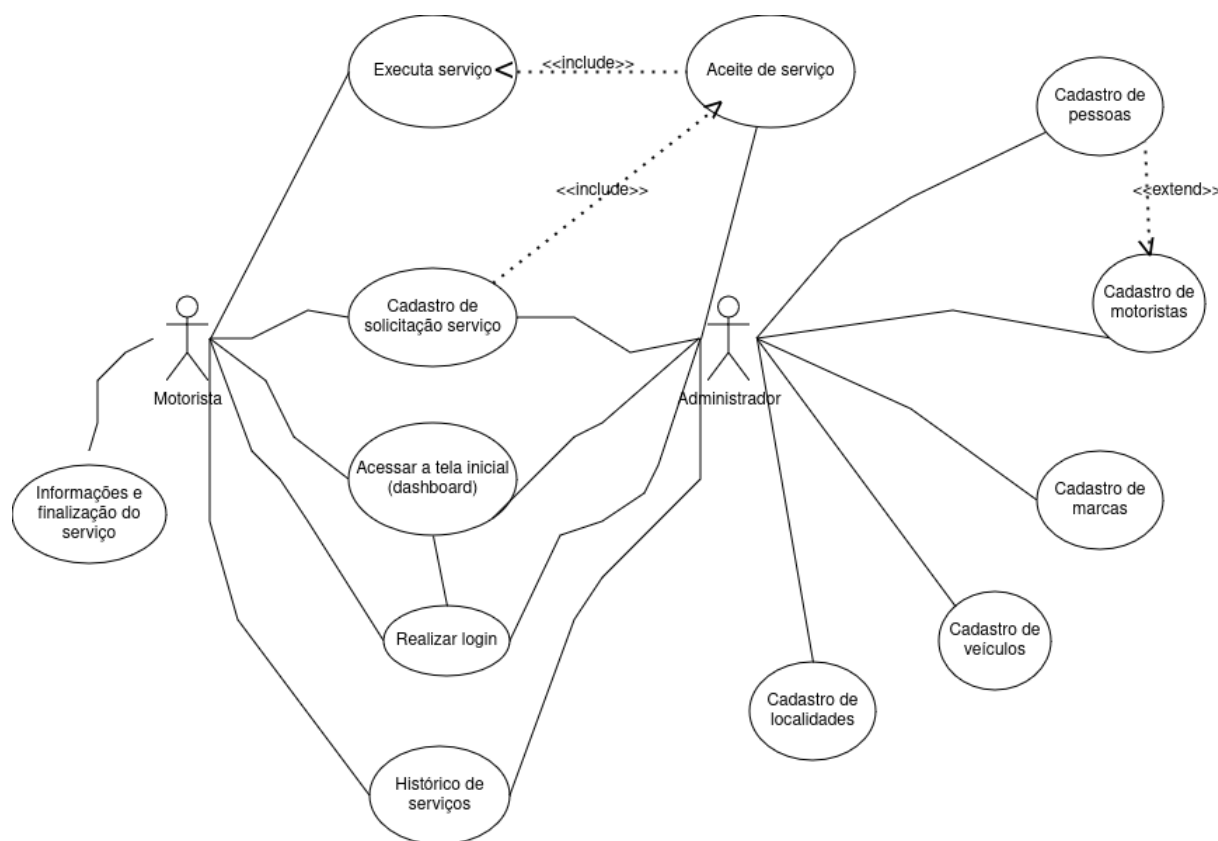 Executa serviço
<<include>>
Aceite de serviço
Cadastro de
pessoas
<<include>>
<<extend>>
Cadastro de
solicitação serviço
Cadastro de
motoristas
Motorista
Administrador
Informações e
finalização do
serviço
Acessar a tela inicial
(dashboard)
Cadastro de
marcas
Realizar login
Cadastro de
veículos
Cadastro de
localidades
Histórico de
serviços